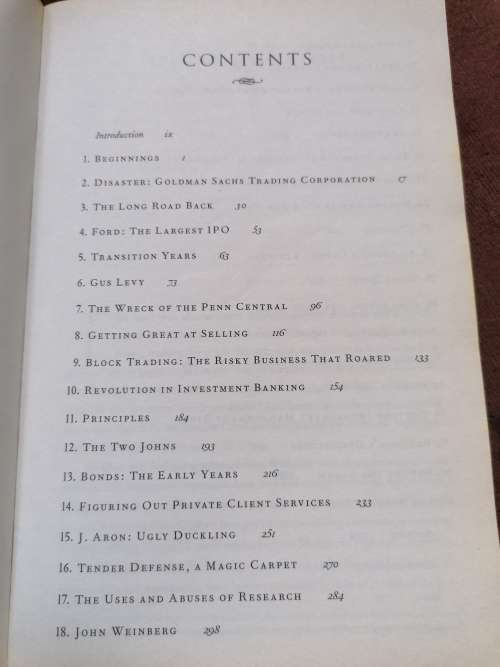 CONTENTS
Introduction ix
1. BEGINNINGS 1
2. DISASTER: GOLDMAN SACHS TRADING CORPORATION 17
3. THE LONG ROAD BACK 30
4. FORD: THE LARGEST IPO 53
5. TRANSITION YEARS 63
6. GUS LEVY 73
7. THE WRECK OF THE PENN CENTRAL 96
8. GETTING GREAT AT SELLING 116
9. BLOCK TRADING: THE RISKY BUSINESS THAT ROARED 133
10. REVOLUTION IN INVESTMENT BANKING 154
11. PRINCIPLES 184
12. THE TWO JOHNS 193
13. BONDS: THE EARLY YEARS 216
14. FIGURING OUT PRIVATE CLIENT SERVICES 233
15. J. ARON: UGLY DUCKLING 251
16. TENDER DEFENSE, A MAGIC CARPET 270
17. THE USES AND ABUSES OF RESEARCH 284
18. JOHN WEINBERG 298